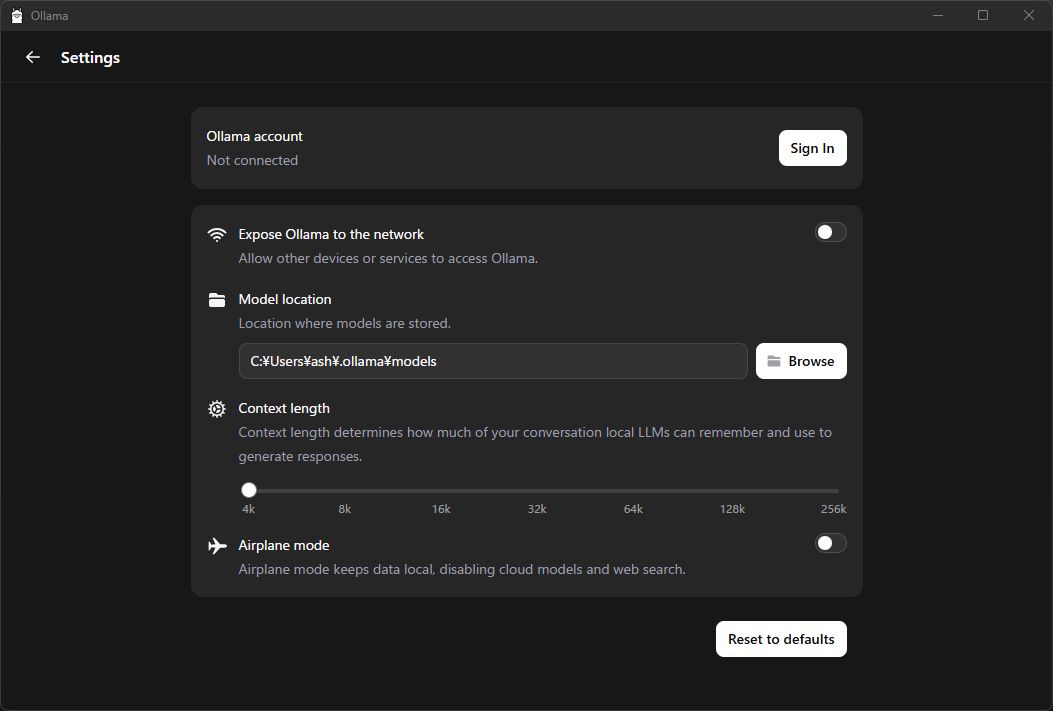 Ollama
Settings
Ollama account
Not connected
Sign In
Expose Ollama to the network
Allow other devices or services to access Ollama.
Model location
Location where models are stored.
C:¥Users¥ash¥.ollama¥models
Browse
Context length
Context length determines how much of your conversation local LLMs can remember and use to
generate responses.
4k 8k 16k 32k 64k 128k 256k
Airplane mode
Airplane mode keeps data local, disabling cloud models and web search.
Reset to defaults